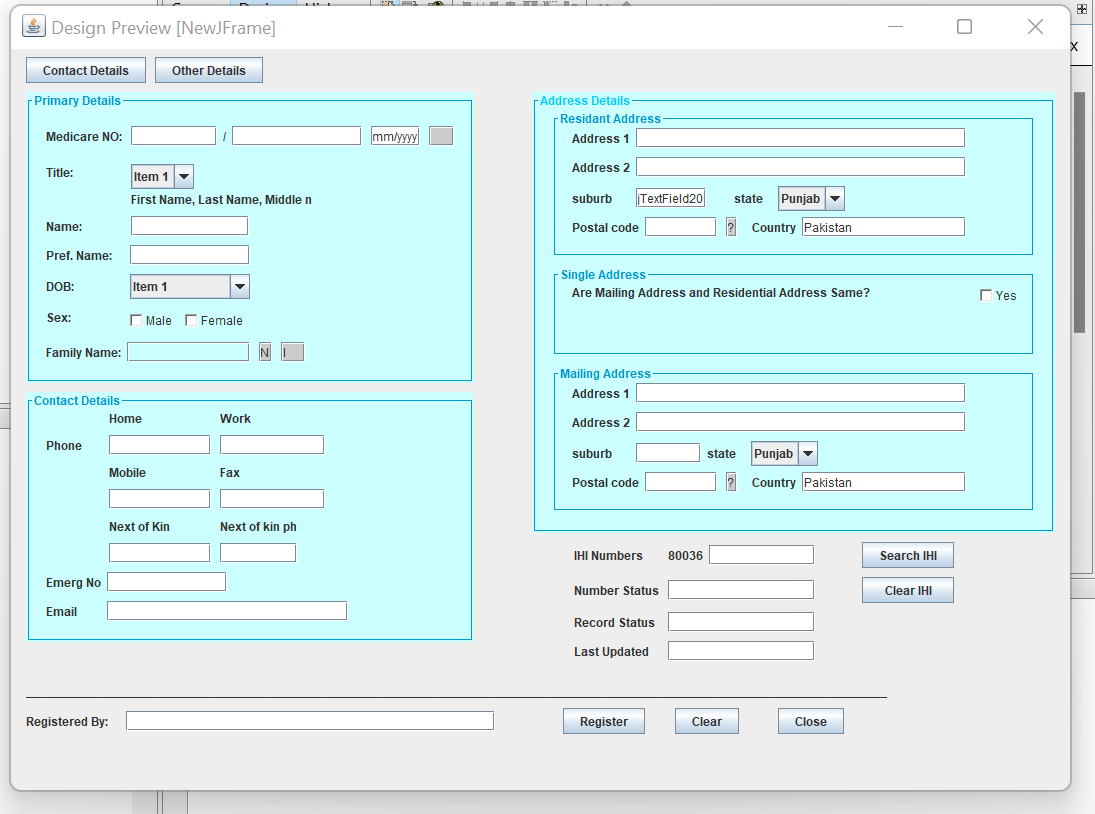 Design Preview [NewJFrame]
Contact Details Other Details
Primary Details
Medicare NO: / mm/yyyy
Title: Item 1
First Name, Last Name, Middle n
Name:
Pref. Name:
DOB: Item 1
Sex: Male Female
Family Name: N I
Contact Details
Home Work
Phone
Mobile Fax
Next of Kin Next of kin ph
Emerg No
Email
Address Details
Residant Address
Address 1
Address 2
suburb jTextField20 state Punjab
Postal code ? Country Pakistan
Single Address
Are Mailing Address and Residential Address Same? Yes
Mailing Address
Address 1
Address 2
suburb state Punjab
Postal code ? Country Pakistan
IHI Numbers 80036 Search IHI
Number Status Clear IHI
Record Status
Last Updated
Registered By: Register Clear Close